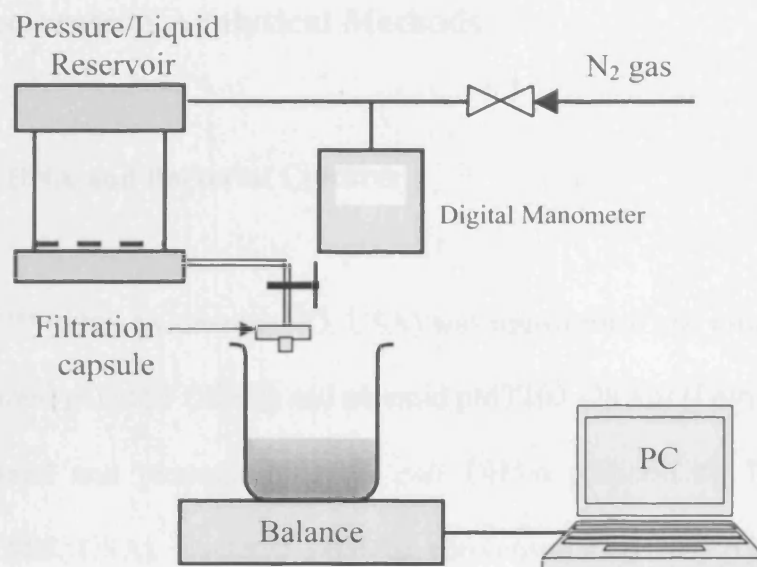 Pressure/Liquid
Reservoir
N₂ gas
Digital Manometer
Filtration
capsule
PC
Balance